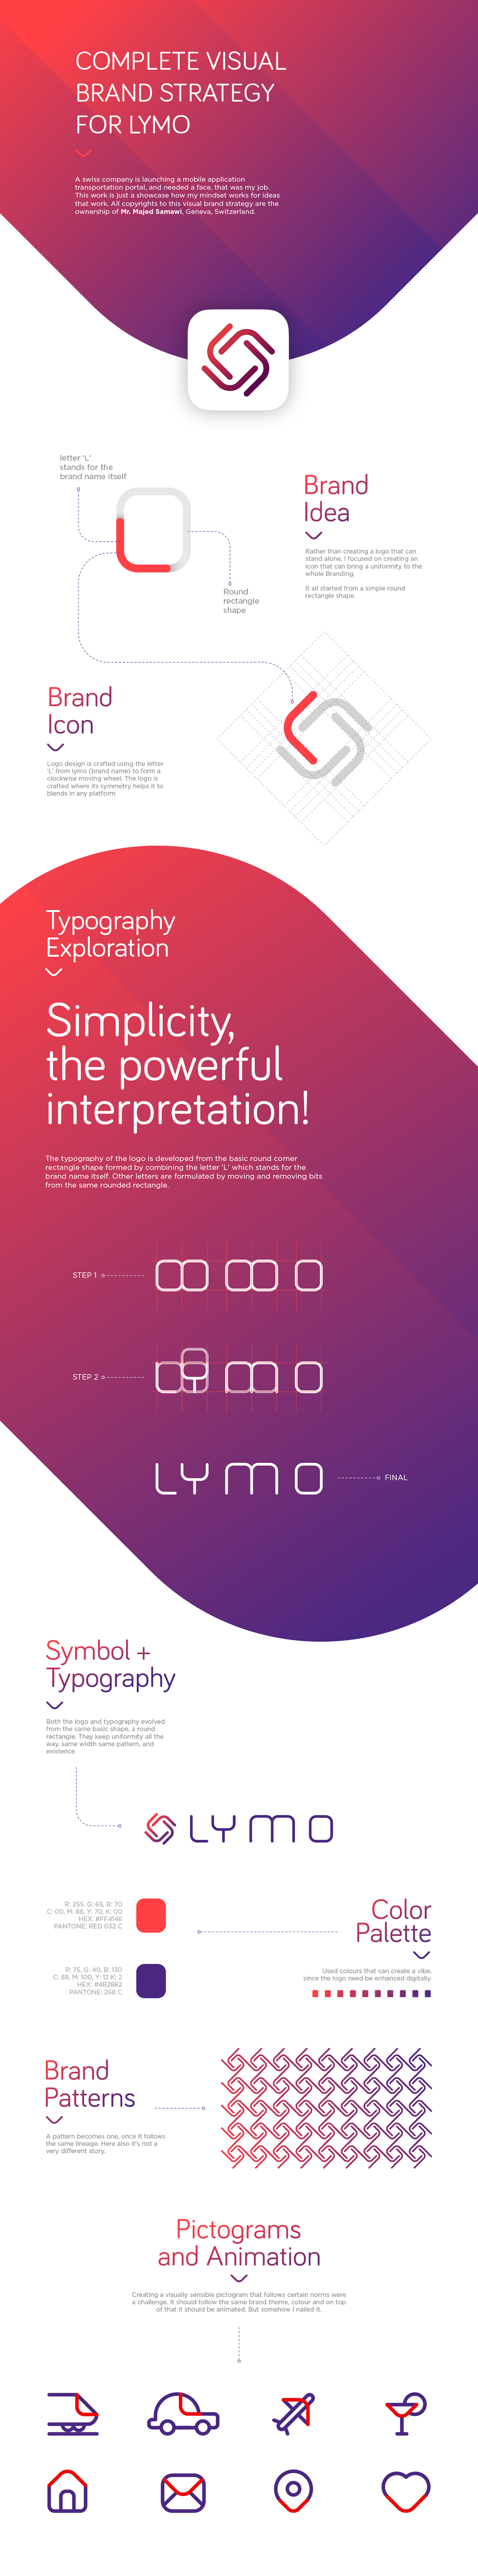 COMPLETE VISUAL
BRAND STRATEGY
FOR LYMO
A swiss company is launching a mobile application
transportation portal, and needed a face, that was my job.
This work is just a showcase how my mindset works for ideas
that work. All copyrights to this visual brand strategy are the
ownership of Mr. Majed Samawi, Geneva, Switzerland.
letter 'L'
stands for the
brand name itself
Brand
Idea
Rather than creating a logo that can
stand alone, I focused on creating an
icon that can bring a uniformity to the
whole Branding.
It all started from a simple round
rectangle shape.
Round
rectangle
shape
Brand
Icon
Logo design is crafted using the letter
'L' from lymo (brand name) to form a
clockwise moving wheel. The logo is
crafted where its symmetry helps it to
blends in any platform
Typography
Exploration
Simplicity,
the powerful
interpretation!
The typography of the logo is developed from the basic round corner
rectangle shape formed by combining the letter 'L' which stands for the
brand name itself. Other letters are formulated by moving and removing bits
from the same rounded rectangle.
STEP 1
STEP 2
LYMO
FINAL
Symbol +
Typography
Both the logo and typography evolved
from the same basic shape, a round
rectangle. They keep uniformity all the
way, same width same pattern, and
existence.
LYMO
R: 255, G: 65, B: 70
C: 00, M: 88, Y: 70, K: 00
HEX: #FF4146
PANTONE: RED 032 C
Color
Palette
Used colours that can create a vibe,
since the logo need be enhanced digitally.
R: 75, G: 40, B: 130
C: 88, M: 100, Y: 12 K: 2
HEX: #4B2882
PANTONE: 268 C
Brand
Patterns
A pattern becomes one, once it follows
the same lineage. Here also it's not a
very different story.
Pictograms
and Animation
Creating a visually sensible pictogram that follows certain norms were
a challenge. It should follow the same brand theme, colour and on top
of that it should be animated. But somehow I nailed it.